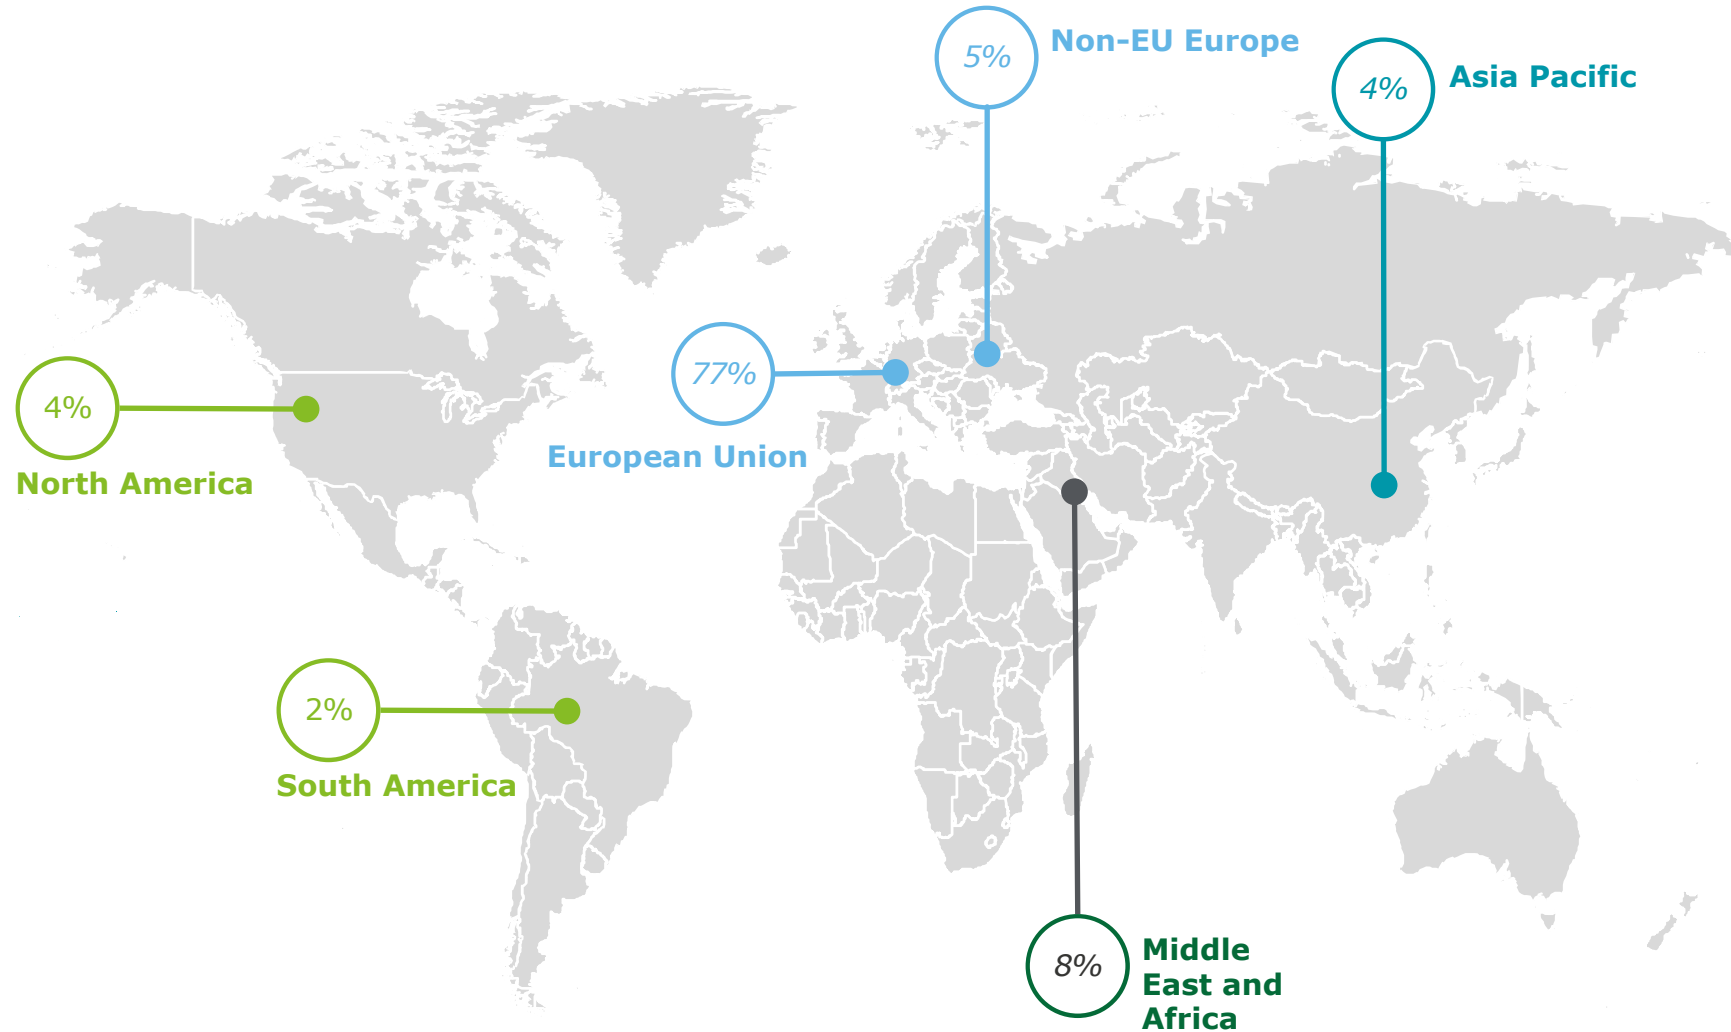 5%
Non-EU Europe
4%
Asia Pacific
77%
European Union
4%
North America
2%
South America
8%
Middle
East and
Africa